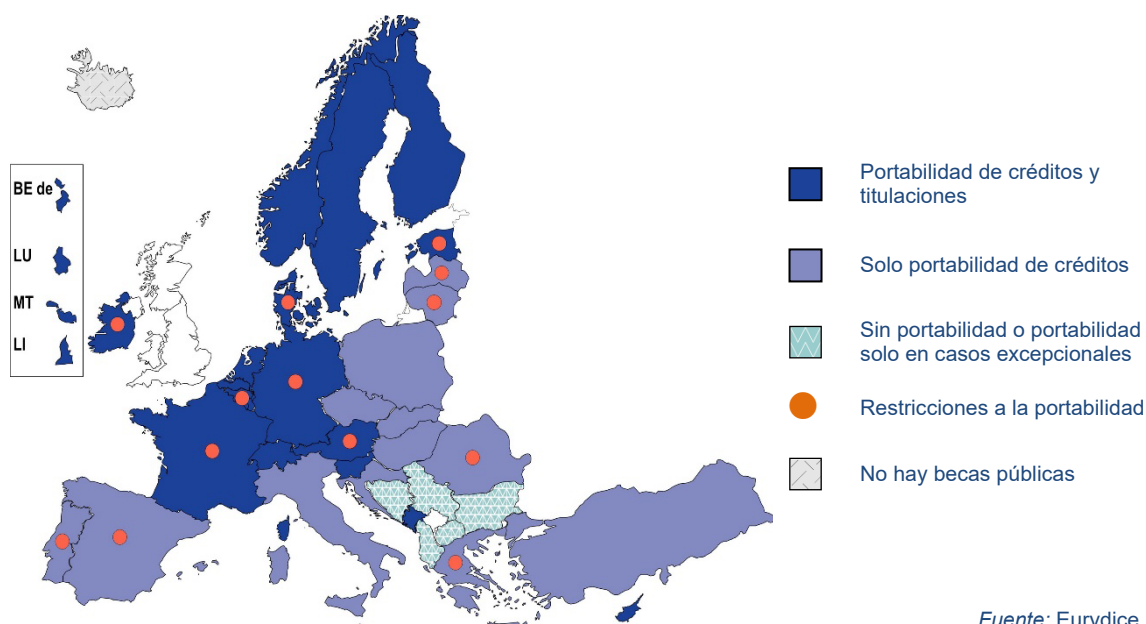 BE de
LU
MT
LI
Portabilidad de créditos y
titulaciones
Solo portabilidad de créditos
Sin portabilidad o portabilidad
solo en casos excepcionales
Restricciones a la portabilidad
No hay becas públicas
Fuente: Eurydice